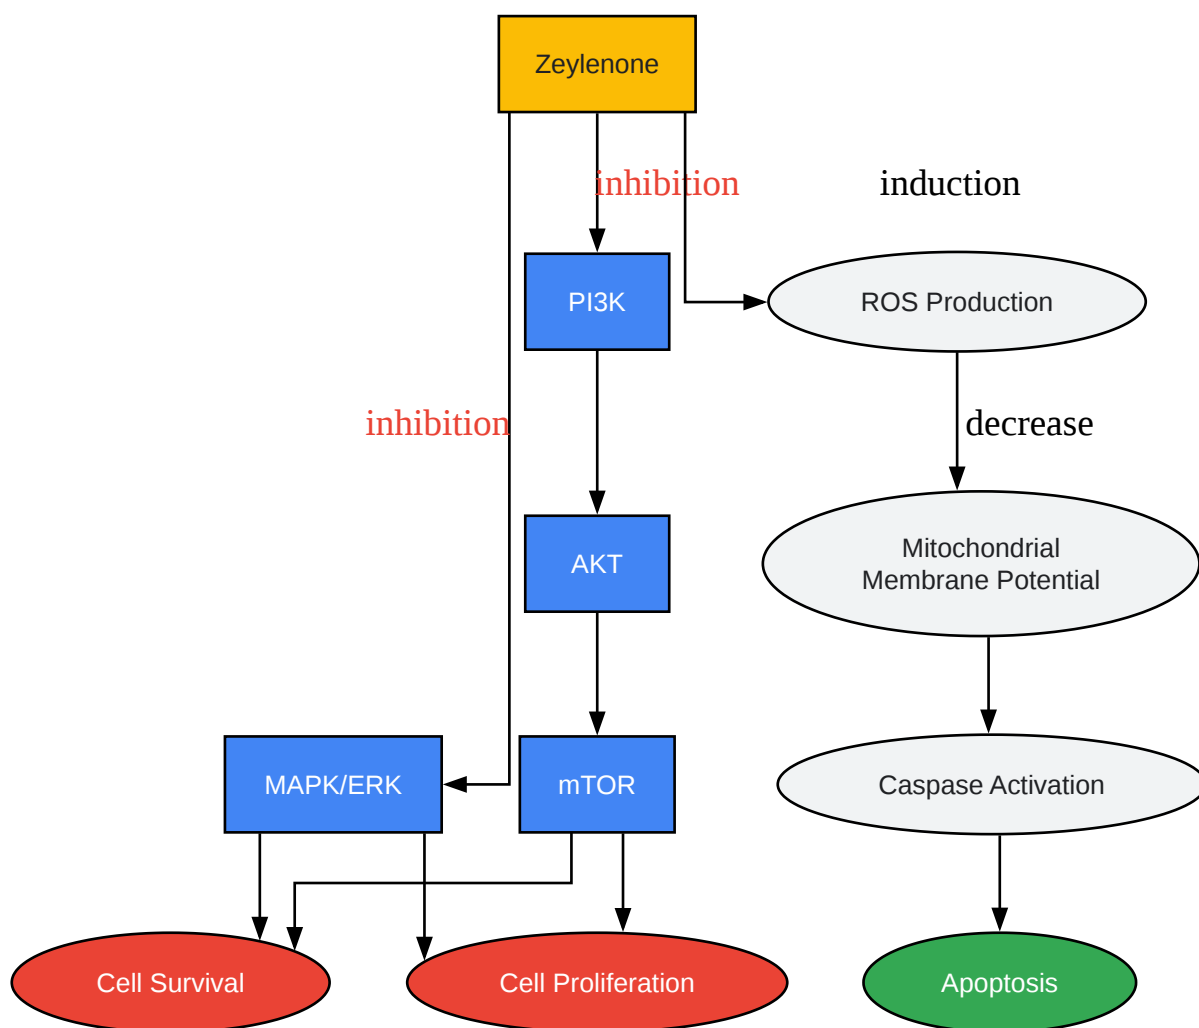 Zeylenone
inhibition
induction
PI3K
ROS Production
inhibition
decrease
AKT
Mitochondrial
Membrane Potential
MAPK/ERK
mTOR
Caspase Activation
Cell Survival
Cell Proliferation
Apoptosis